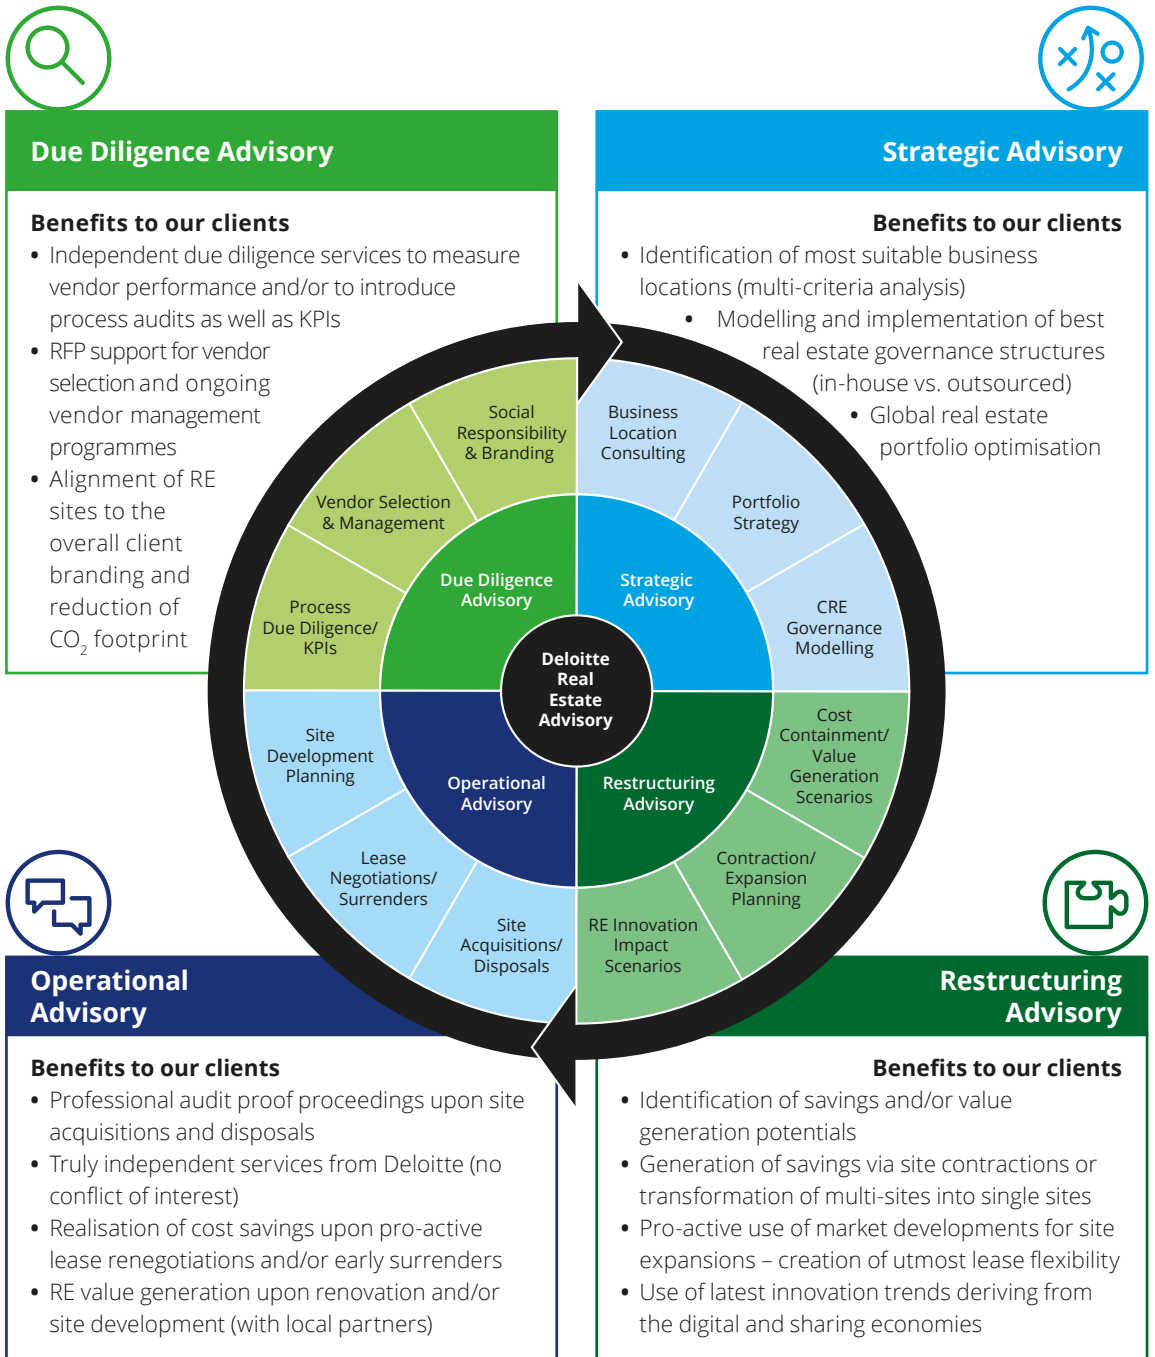 Due Diligence Advisory
Benefits to our clients
• Independent due diligence services to measure
vendor performance and/or to introduce
process audits as well as KPIs
• RFP support for vendor
selection and ongoing
vendor management
programmes
• Alignment of RE
sites to the
overall client
branding and
reduction of
CO2 footprint
Strategic Advisory
Benefits to our clients
• Identification of most suitable business
locations (multi-criteria analysis)
• Modelling and implementation of best
real estate governance structures
(in-house vs. outsourced)
• Global real estate
portfolio optimisation
Social
Responsibility
& Branding
Vendor Selection
& Management
Process
Due Diligence/
KPIs
Business
Location
Consulting
Portfolio
Strategy
CRE
Governance
Modelling
Due Diligence
Advisory
Strategic
Advisory
Deloitte
Real
Estate
Advisory
Operational
Advisory
Restructuring
Advisory
Site
Development
Planning
Lease
Negotiations/
Surrenders
Site
Acquisitions/
Disposals
Cost
Containment/
Value
Generation
Scenarios
Contraction/
Expansion
Planning
RE Innovation
Impact
Scenarios
Operational
Advisory
Benefits to our clients
• Professional audit proof proceedings upon site
acquisitions and disposals
• Truly independent services from Deloitte (no
conflict of interest)
• Realisation of cost savings upon pro-active
lease renegotiations and/or early surrenders
• RE value generation upon renovation and/or
site development (with local partners)
Restructuring
Advisory
Benefits to our clients
• Identification of savings and/or value
generation potentials
• Generation of savings via site contractions or
transformation of multi-sites into single sites
• Pro-active use of market developments for site
expansions – creation of utmost lease flexibility
• Use of latest innovation trends deriving from
the digital and sharing economies